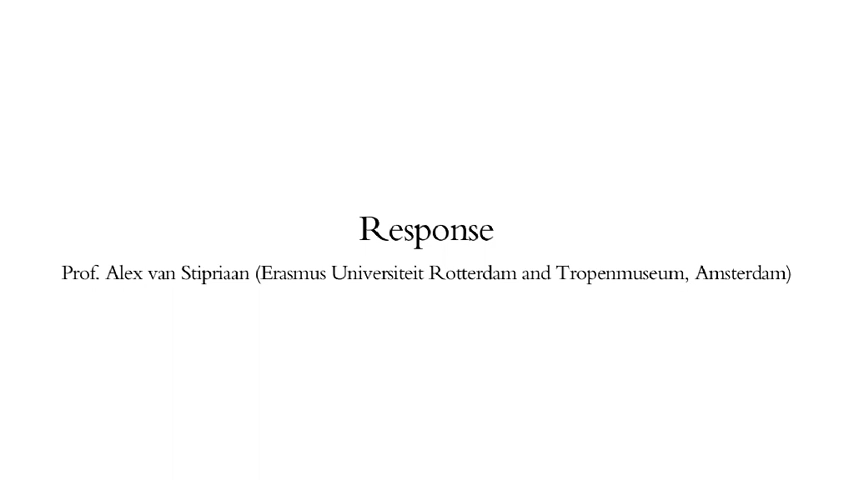 Response
Prof. Alex van Stipriaan (Erasmus Universiteit Rotterdam and Tropenmuseum, Amsterdam)